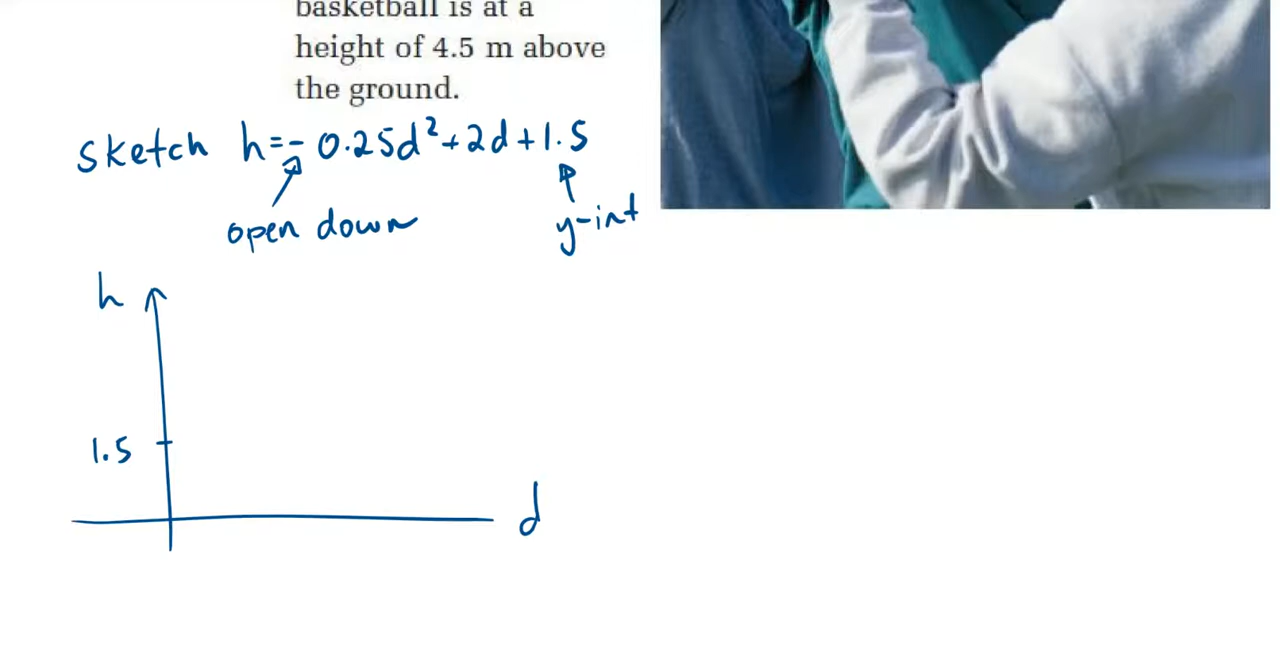 basketball is at a
height of 4.5 m above
the ground.
Sketch h=-0.25d²+2d+1.5
open down
y-int
h
1.5
d